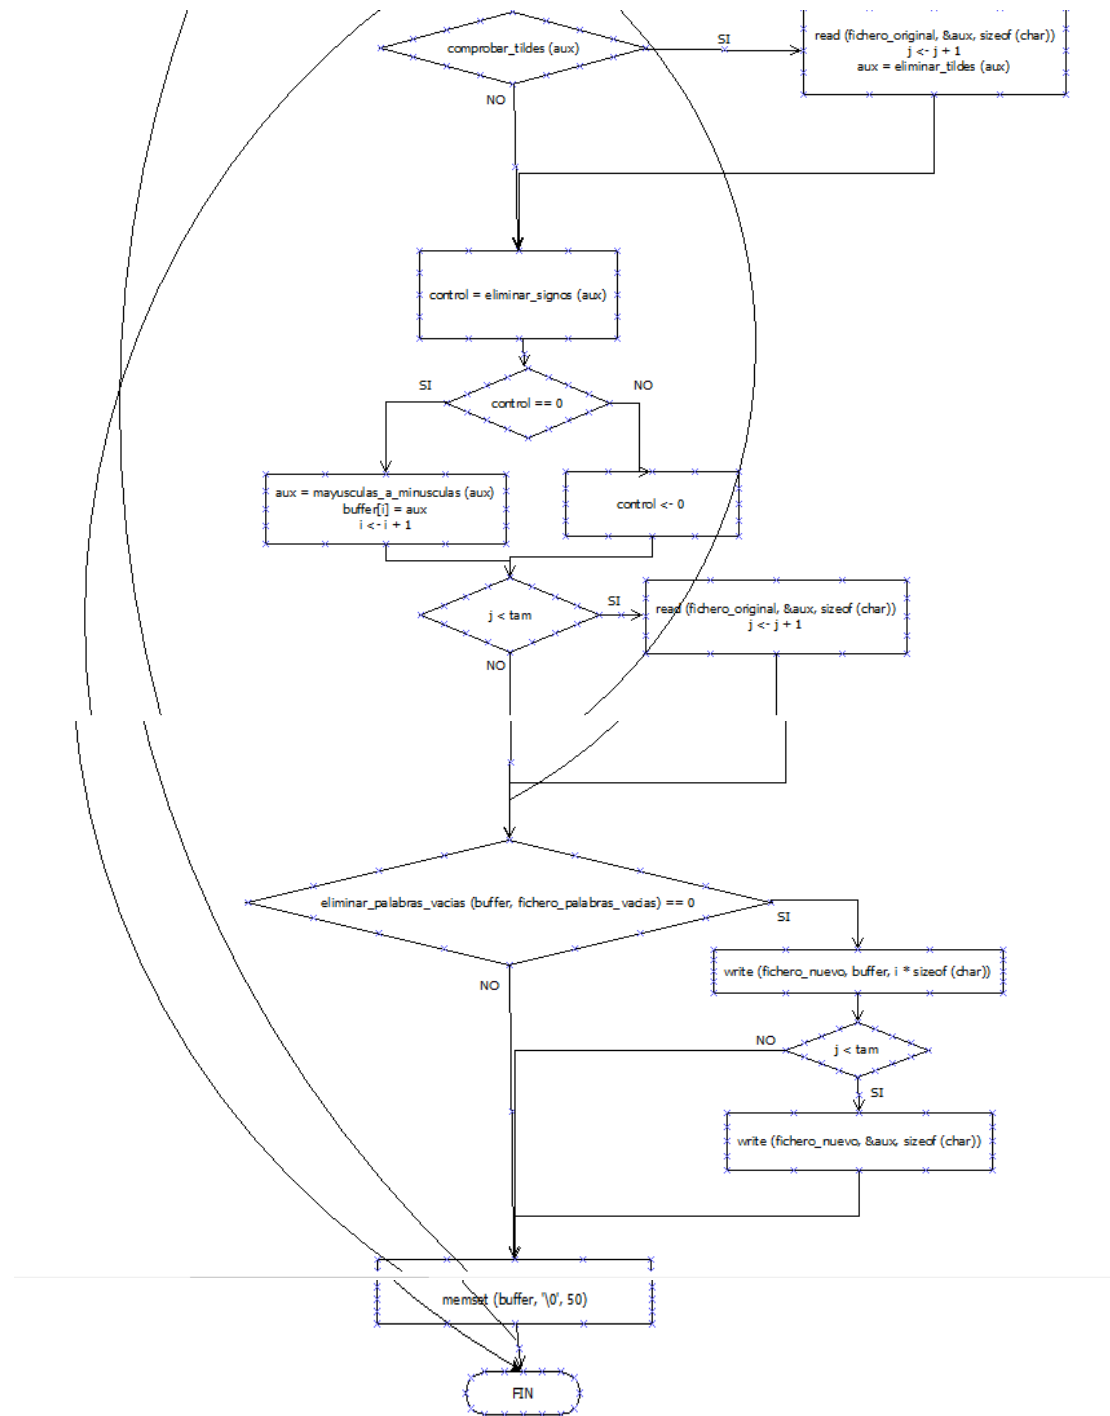 comprobar_tildes (aux)
SI
read (fichero_original, &aux, sizeof (char))
j <- j + 1
aux = eliminar_tildes (aux)
NO
control = eliminar_signos (aux)
SI
control == 0
NO
aux = mayusculas_a_minusculas (aux)
buffer[i] = aux
i <- i + 1
control <- 0
j < tam
SI
read (fichero_original, &aux, sizeof (char))
j <- j + 1
NO
eliminar_palabras_vacias (buffer, fichero_palabras_vacias) == 0
SI
write (fichero_nuevo, buffer, i * sizeof (char))
NO
NO
j < tam
SI
write (fichero_nuevo, &aux, sizeof (char))
memset (buffer, '\0', 50)
FIN